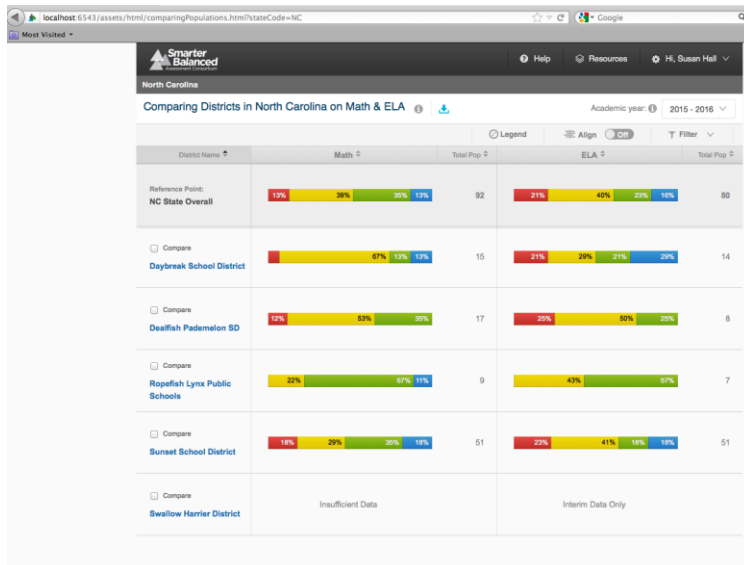 localhost:6543/assets/html/comparingPopulations.html?stateCode=NC
Google
Most Visited
Smarter
Balanced
Assessment Consortium
Help
Resources
Hi, Susan Hall
North Carolina
Comparing Districts in North Carolina on Math & ELA
Academic year:
2015 - 2016
Legend
Align
Off
Filter
District Name
Math
Total Pop
ELA
Total Pop
Reference Point:
NC State Overall
13% 39% 35% 13%
92
21% 40% 23% 16%
80
Compare
Daybreak School District
67% 13% 13%
15
21% 29% 21% 29%
14
Compare
Dealfish Pademelon SD
12% 53% 35%
17
25% 50% 25%
8
Compare
Ropefish Lynx Public
Schools
22% 67% 11%
9
43% 57%
7
Compare
Sunset School District
18% 29% 35% 18%
51
23% 41% 18% 18%
51
Compare
Swallow Harrier District
Insufficient Data
Interim Data Only